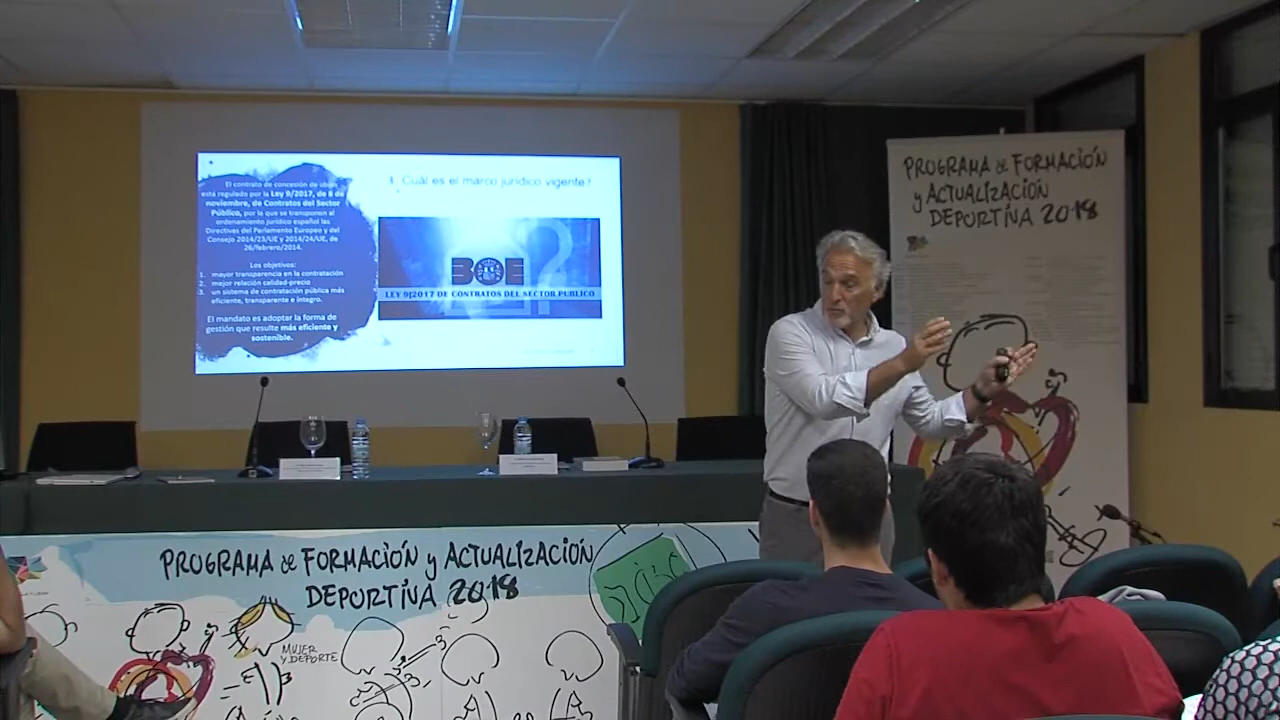 El contrato de concesión de obras
está regulado por la Ley 9/2017, de 8 de
noviembre, de Contratos del Sector
Público, por la que se transponen al
ordenamiento jurídico español las
Directivas del Parlamento Europeo y del
Consejo 2014/23/UE y 2014/24/UE, de
26/febrero/2014.
Los objetivos:
1. mayor transparencia en la contratación
2. mejor relación calidad-precio
3. un sistema de contratación pública más
eficiente, transparente e íntegro.
El mandato es adoptar la forma de
gestión que resulte más eficiente y
sostenible.
Cuál es el marco jurídico vigente?
BOE
LEY 9|2017 DE CONTRATOS DEL SECTOR PUBLICO
PROGRAMA de FORMACIÓN
y ACTUALIZACIÓN
DEPORTIVA 2018
PROGRAMA de FORMACIÓN y ACTUALIZACIÓN
DEPORTIVA 2018
MUJER
Y DEPORTE